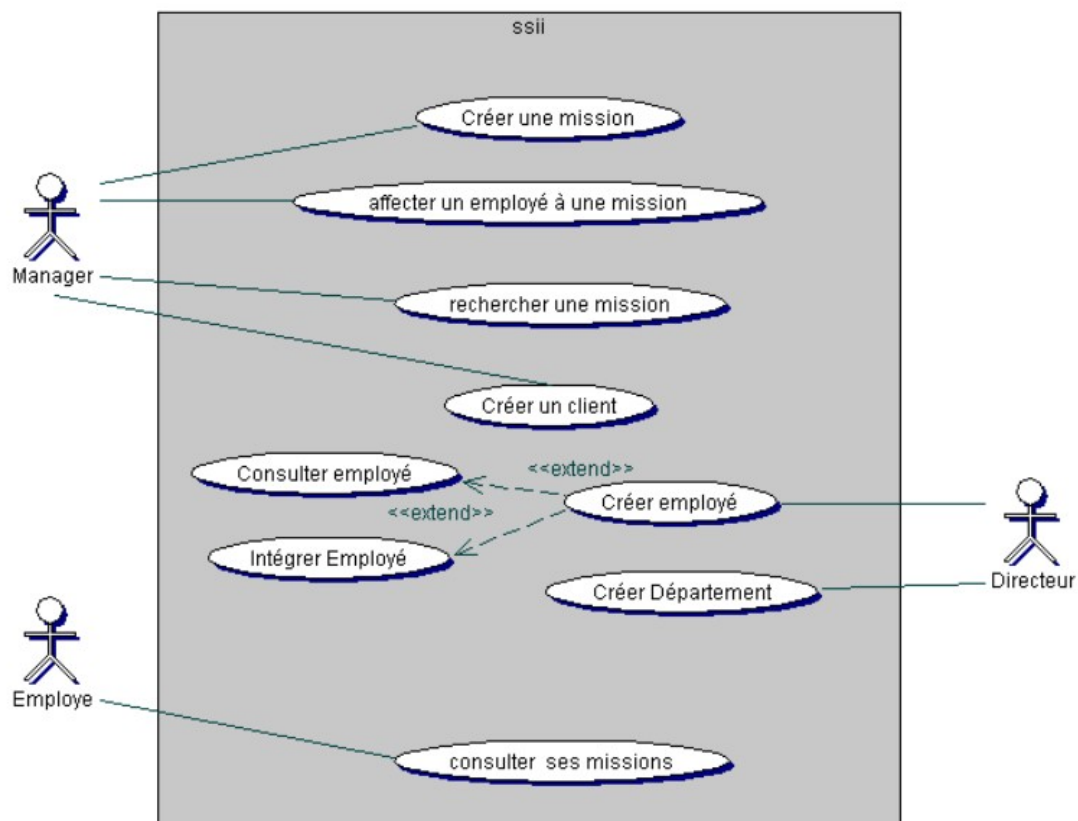 ssii
Créer une mission
affecter un employé à une mission
Manager
rechercher une mission
Créer un client
Consulter employé
<<extend>>
Créer employé
<<extend>>
Intégrer Employé
Directeur
Créer Département
Employe
consulter ses missions